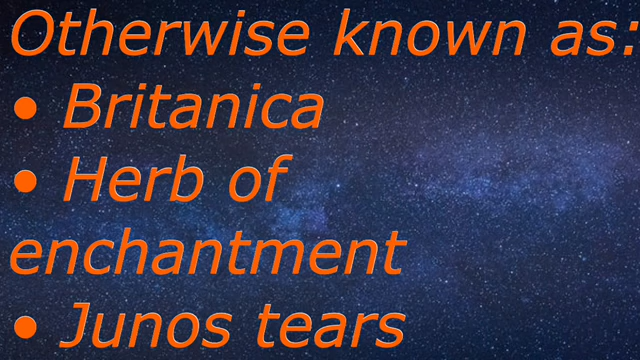 Otherwise known as:
• Britanica
• Herb of
enchantment
• Junos tears